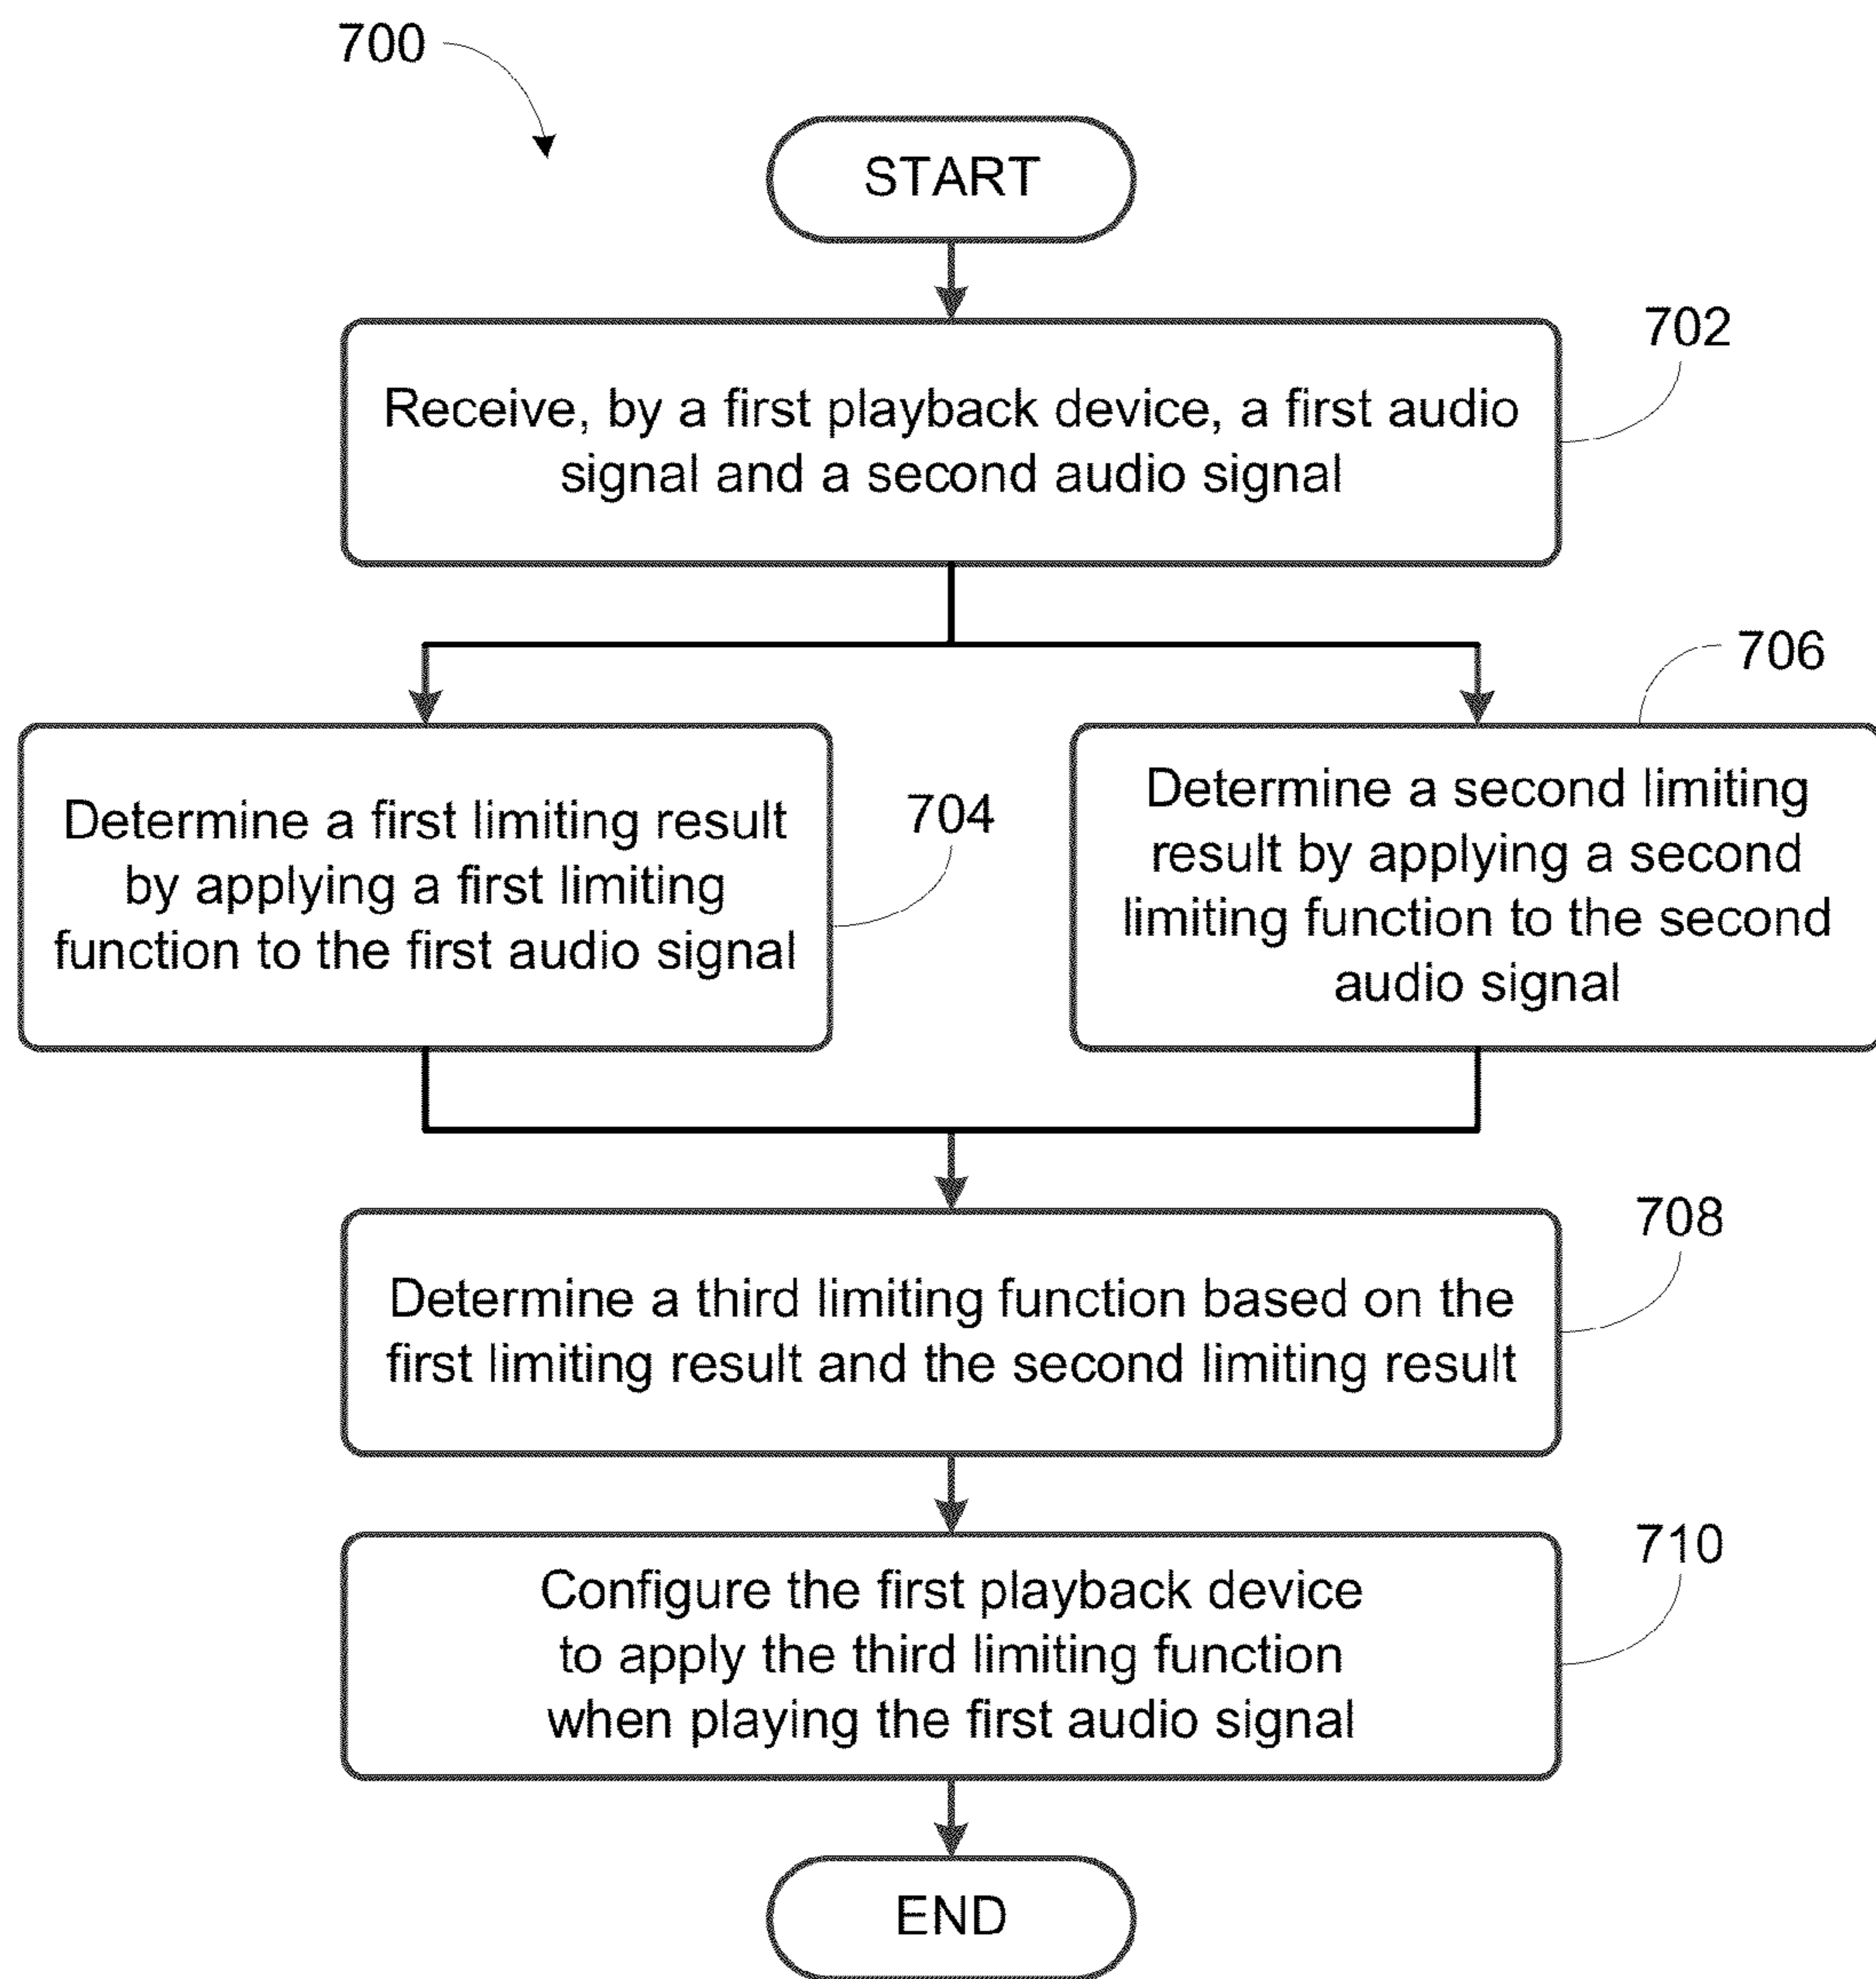 700
START
702
Receive, by a first playback device, a first audio
signal and a second audio signal
706
Determine a first limiting result
by applying a first limiting
function to the first audio signal
704
Determine a second limiting
result by applying a second
limiting function to the second
audio signal
708
Determine a third limiting function based on the
first limiting result and the second limiting result
710
Configure the first playback device
to apply the third limiting function
when playing the first audio signal
END